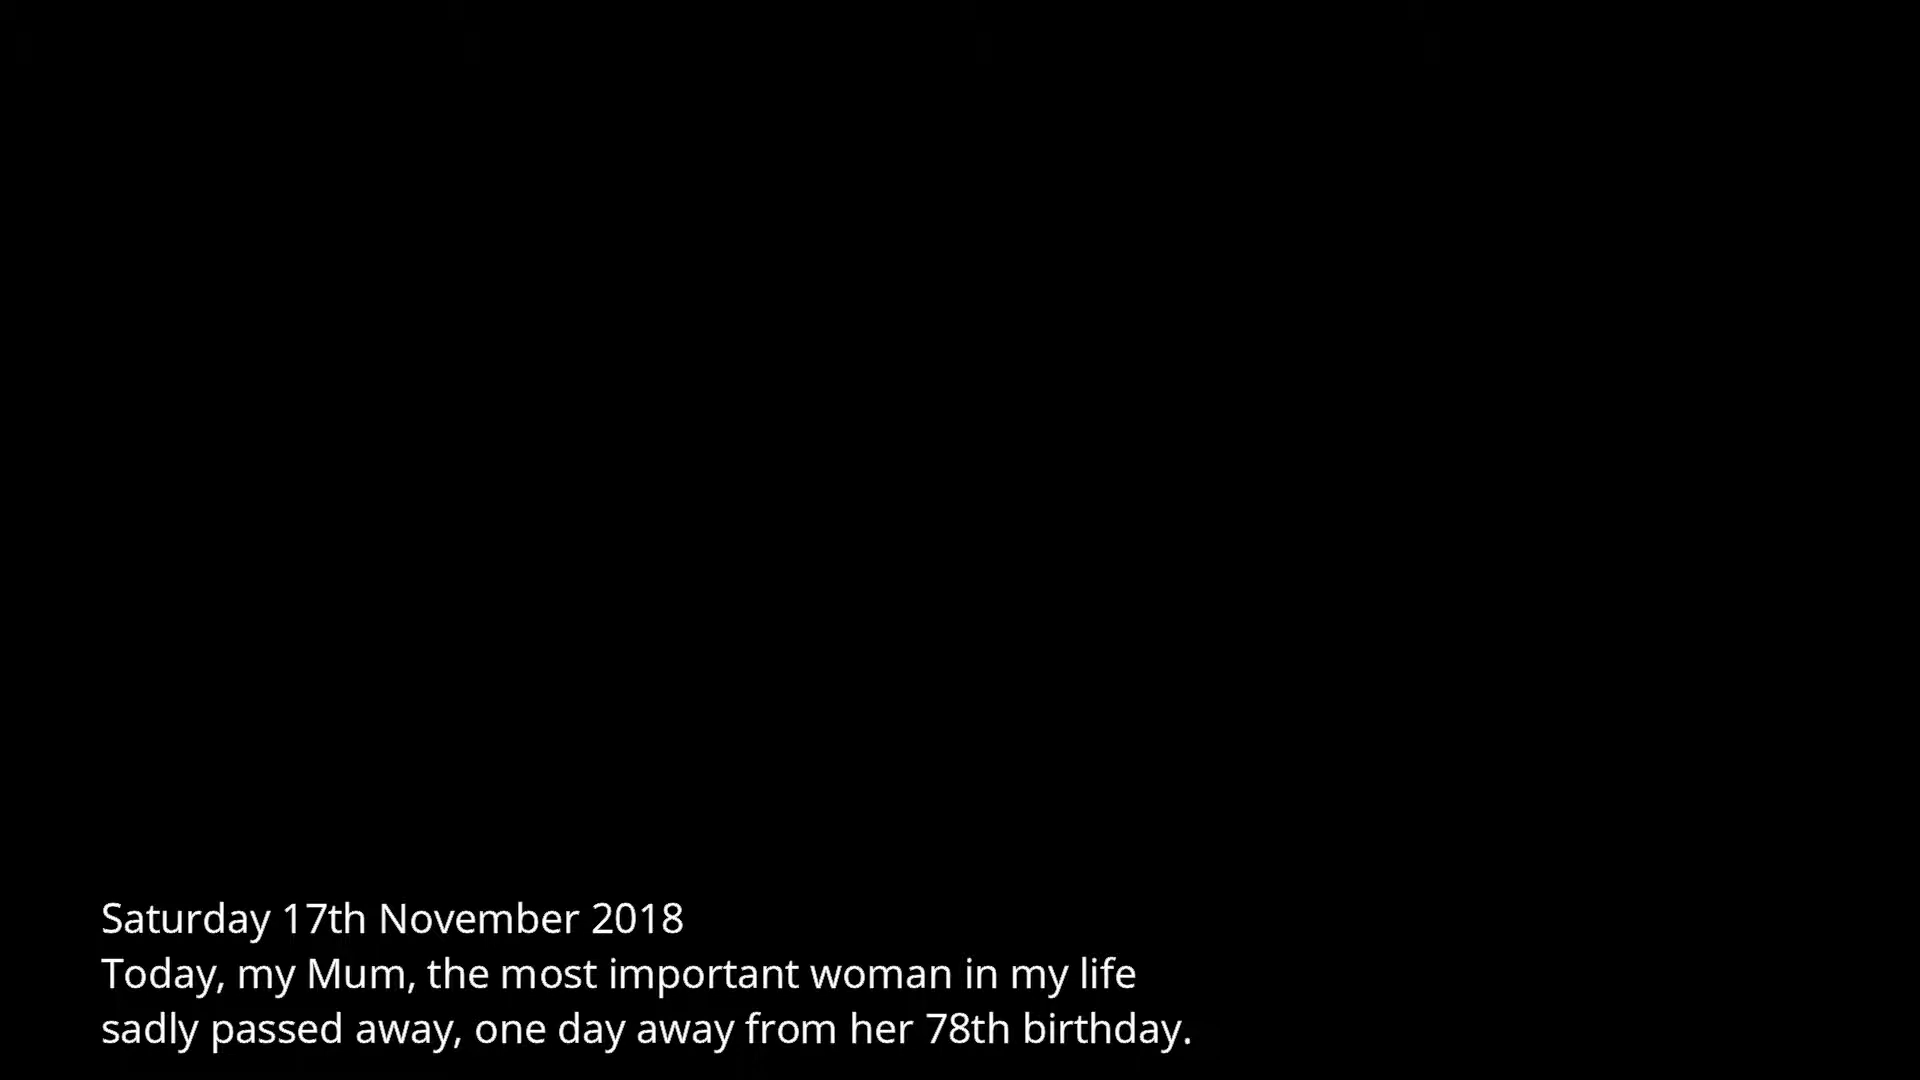 Saturday 17th November 2018
Today, my Mum, the most important woman in my life
sadly passed away, one day away from her 78th birthday.